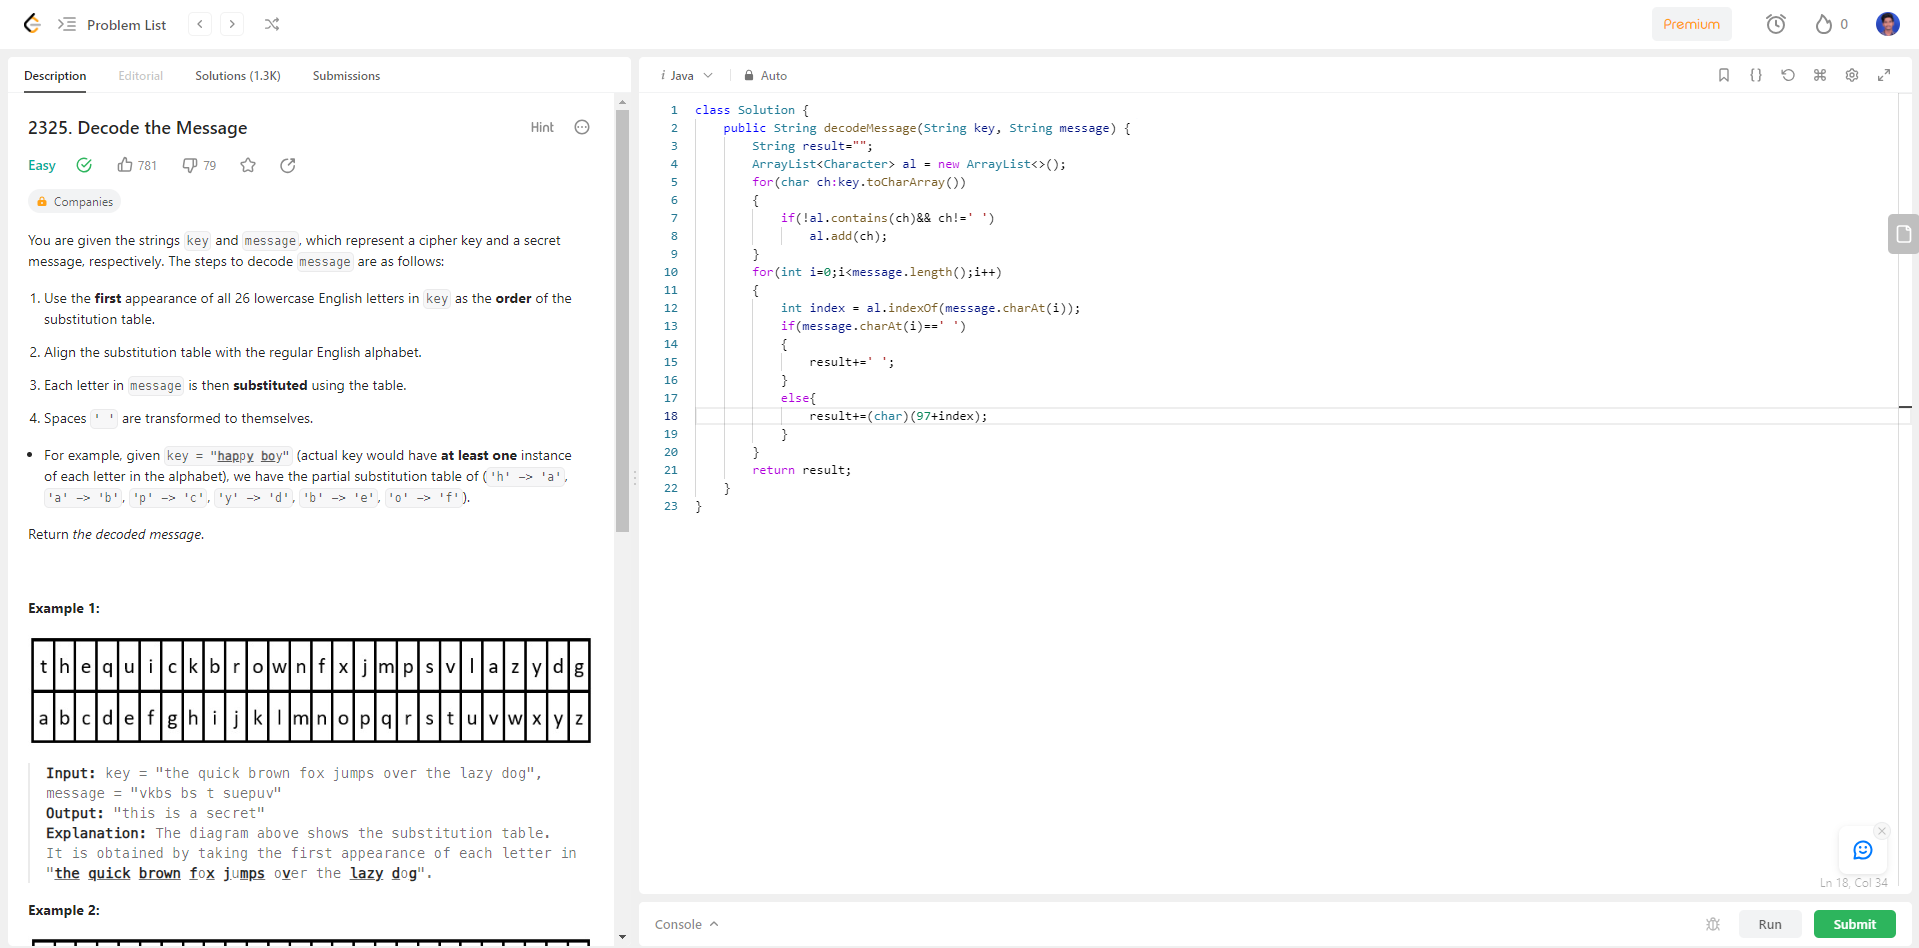 Problem List
Premium
0
Description Editorial Solutions (1.3K) Submissions
2325. Decode the Message
Hint
Easy 781 79
Companies
You are given the strings key and message, which represent a cipher key and a secret
message, respectively. The steps to decode message are as follows:
1. Use the first appearance of all 26 lowercase English letters in key as the order of the
substitution table.
2. Align the substitution table with the regular English alphabet.
3. Each letter in message is then substituted using the table.
4. Spaces ' ' are transformed to themselves.
• For example, given key = "happy boy" (actual key would have at least one instance
of each letter in the alphabet), we have the partial substitution table of ('h' -> 'a',
'a' -> 'b', 'p' -> 'c', 'y' -> 'd', 'b' -> 'e', 'o' -> 'f').
Return the decoded message.
Example 1:
t h e q u i c k b r o w n f x j m p s v l a z y d g
a b c d e f g h i j k l m n o p q r s t u v w x y z
Input: key = "the quick brown fox jumps over the lazy dog",
message = "vkbs bs t suepuv"
Output: "this is a secret"
Explanation: The diagram above shows the substitution table.
It is obtained by taking the first appearance of each letter in
"the quick brown fox jumps over the lazy dog".
Example 2:
i Java Auto
{}
1 class Solution {
2 public String decodeMessage(String key, String message) {
3 String result="";
4 ArrayList<Character> al = new ArrayList<>();
5 for(char ch:key.toCharArray())
6 {
7 if(!al.contains(ch)&& ch!=' ')
8 al.add(ch);
9 }
10 for(int i=0;i<message.length();i++)
11 {
12 int index = al.indexOf(message.charAt(i));
13 if(message.charAt(i)==' ')
14 {
15 result+=' ';
16 }
17 else{
18 result+=(char)(97+index);
19 }
20 }
21 return result;
22 }
23 }
Ln 18, Col 34
Console
Run
Submit